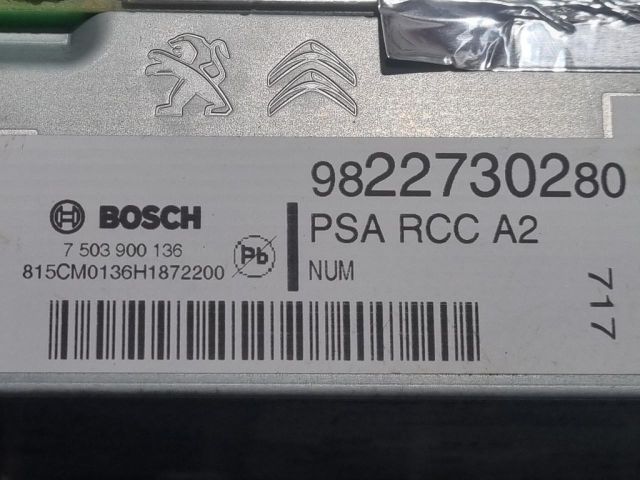 9822730280
BOSCH
PSA RCC A2
7 503 900 136
Pb
815CM0136H1872200
NUM
717